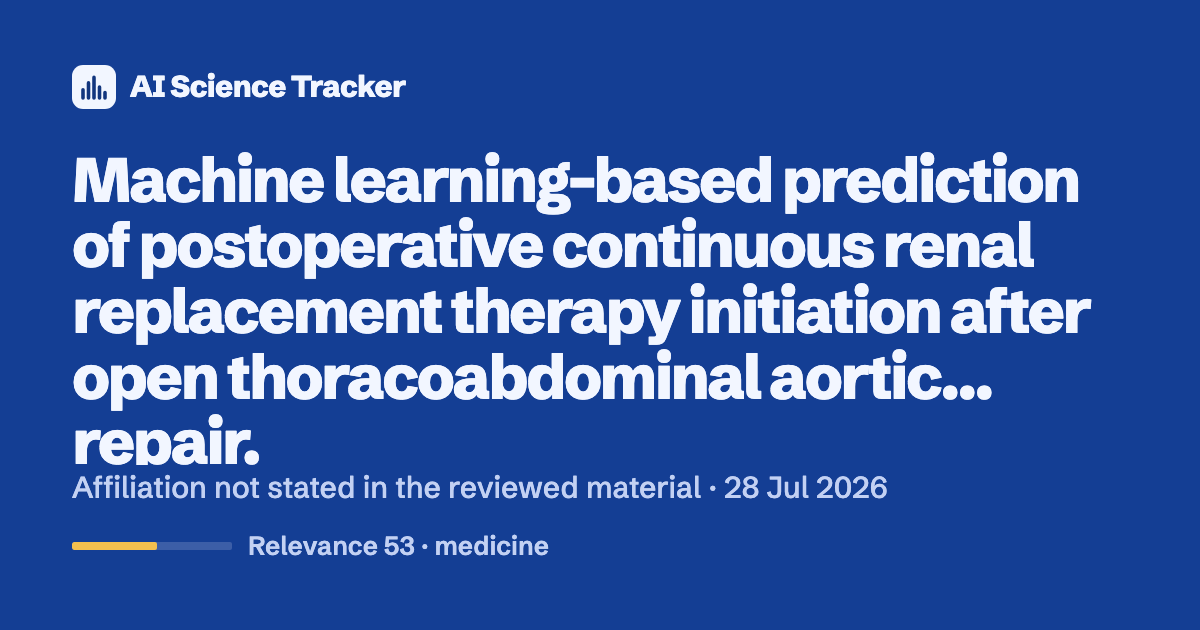 AI Science Tracker
Machine learning-based prediction
of postoperative continuous renal
replacement therapy initiation after
open thoracoabdominal aortic...
repair.
Affiliation not stated in the reviewed material · 28 Jul 2026
Relevance 53 · medicine